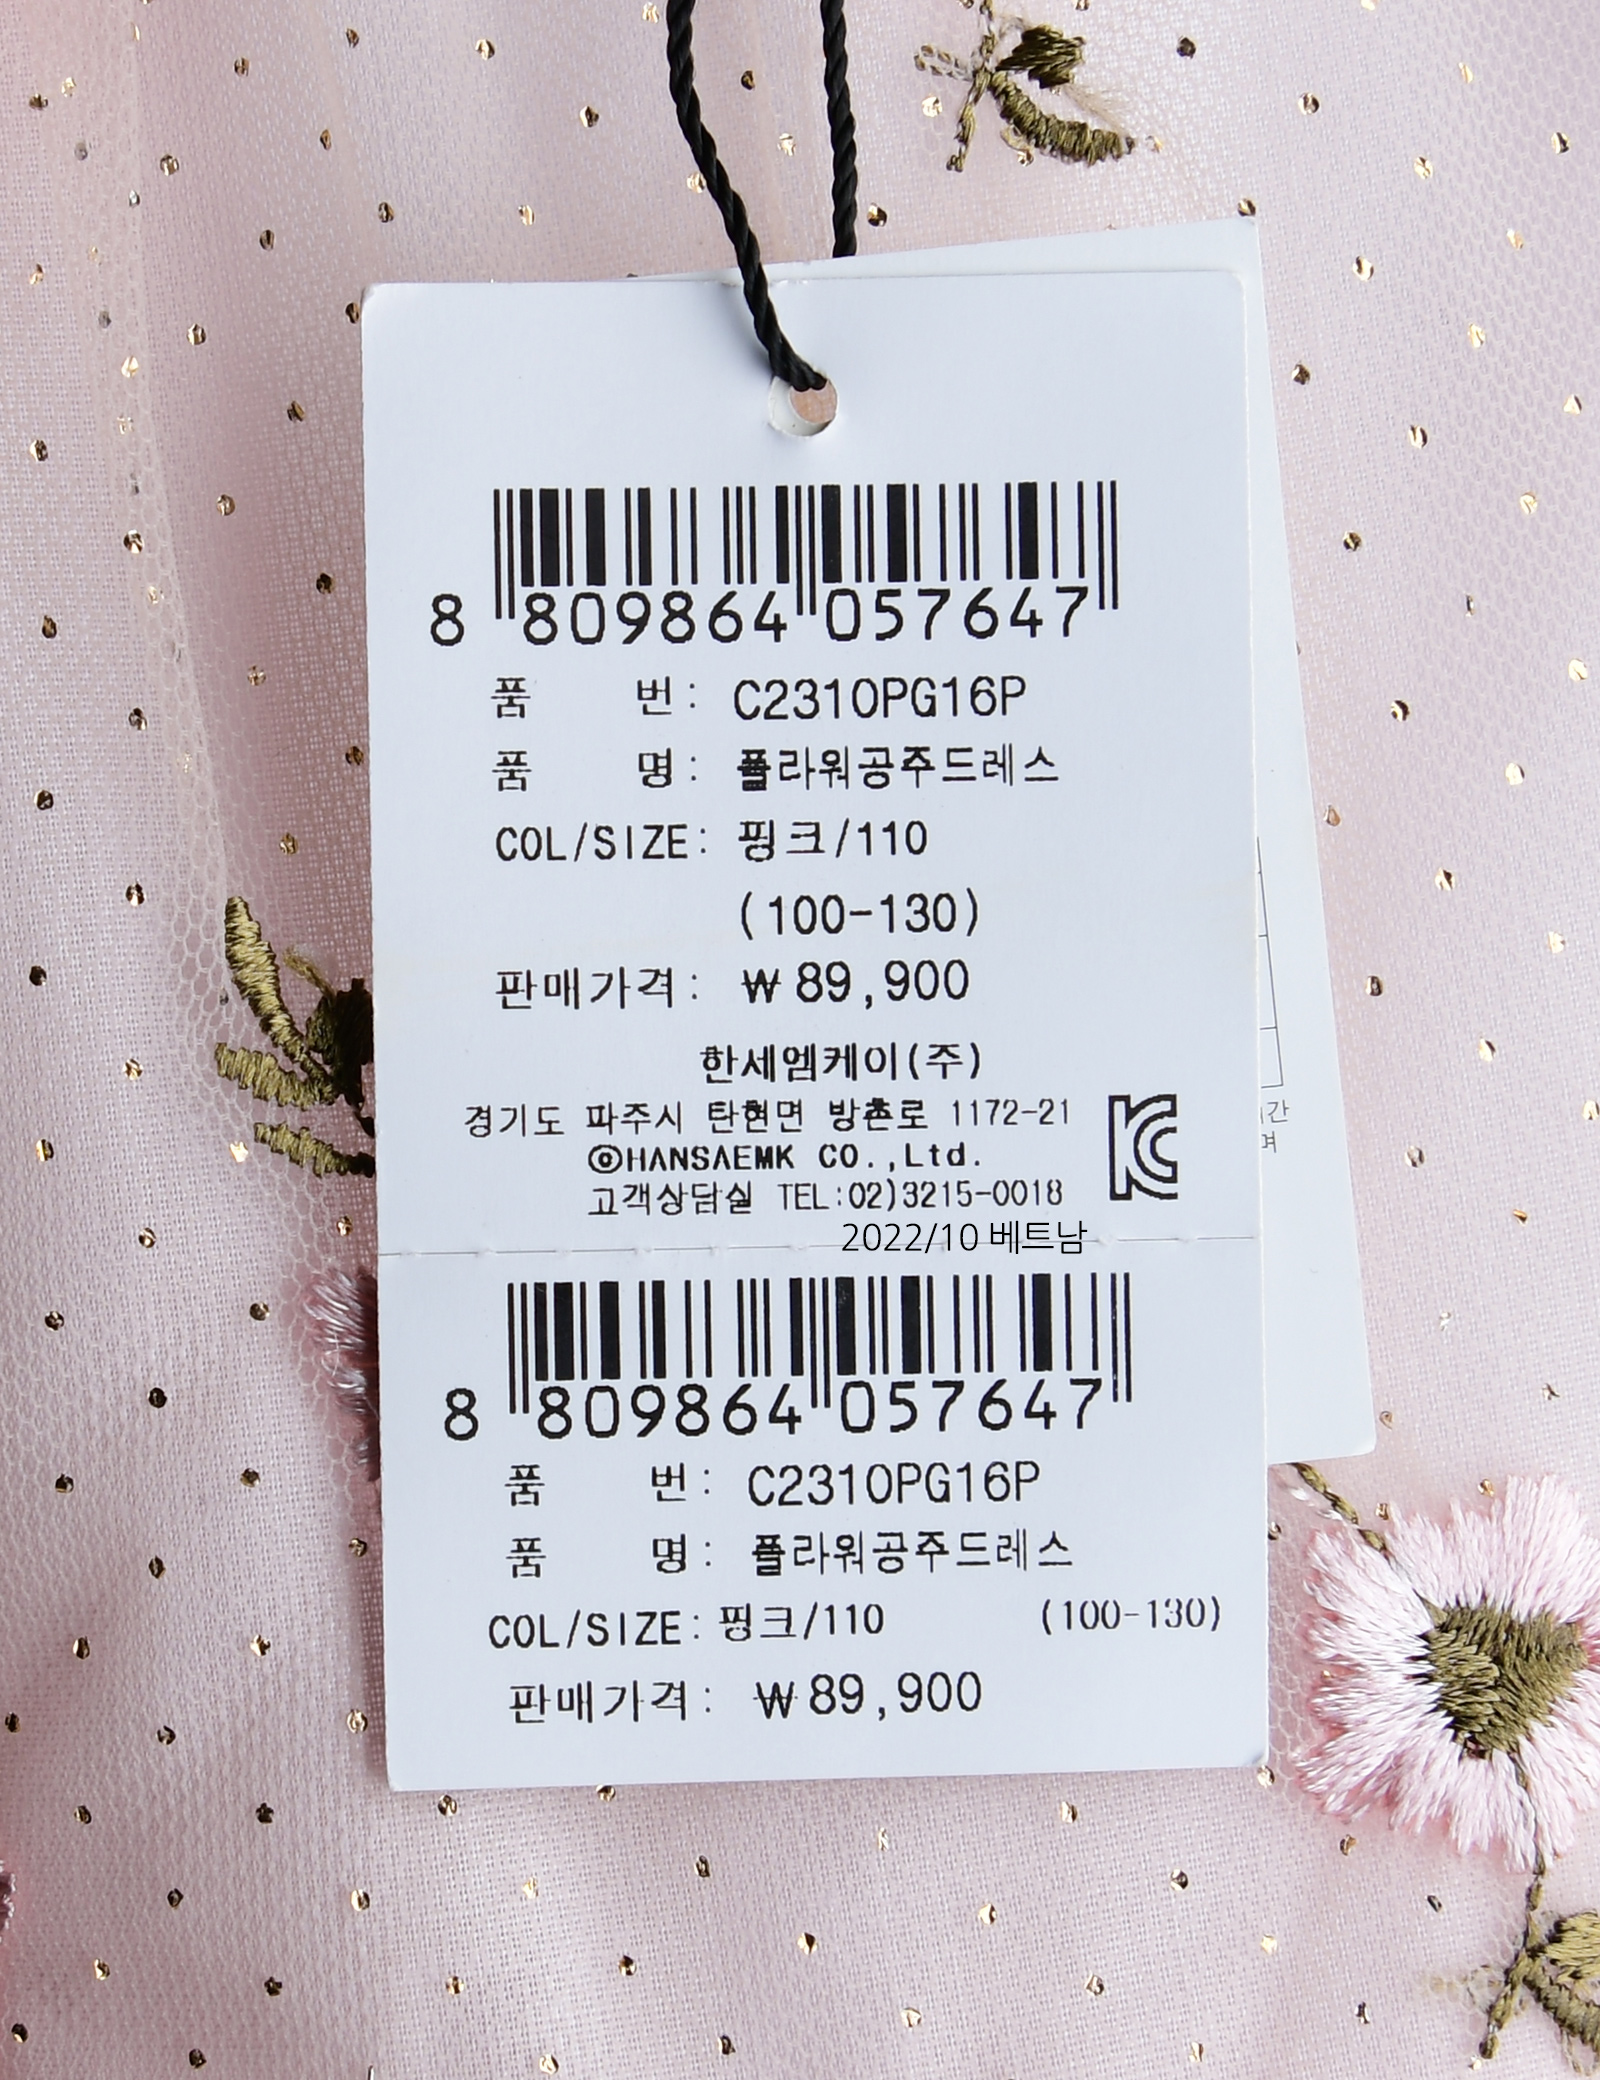 8 809864 057647
품 번: C2310PG16P
품 명: 플라워공주드레스
COL/SIZE: 핑크/110
(100-130)
판매가격: ₩89,900
한세엠케이(주)
경기도 파주시 탄현면 방촌로 1172-21
ⓒHANSAEMK CO.,Ltd.
고객상담실 TEL:02)3215-0018
KC
2022/10 베트남
8 809864 057647
품 번: C2310PG16P
품 명: 플라워공주드레스
COL/SIZE: 핑크/110 (100-130)
판매가격: ₩89,900